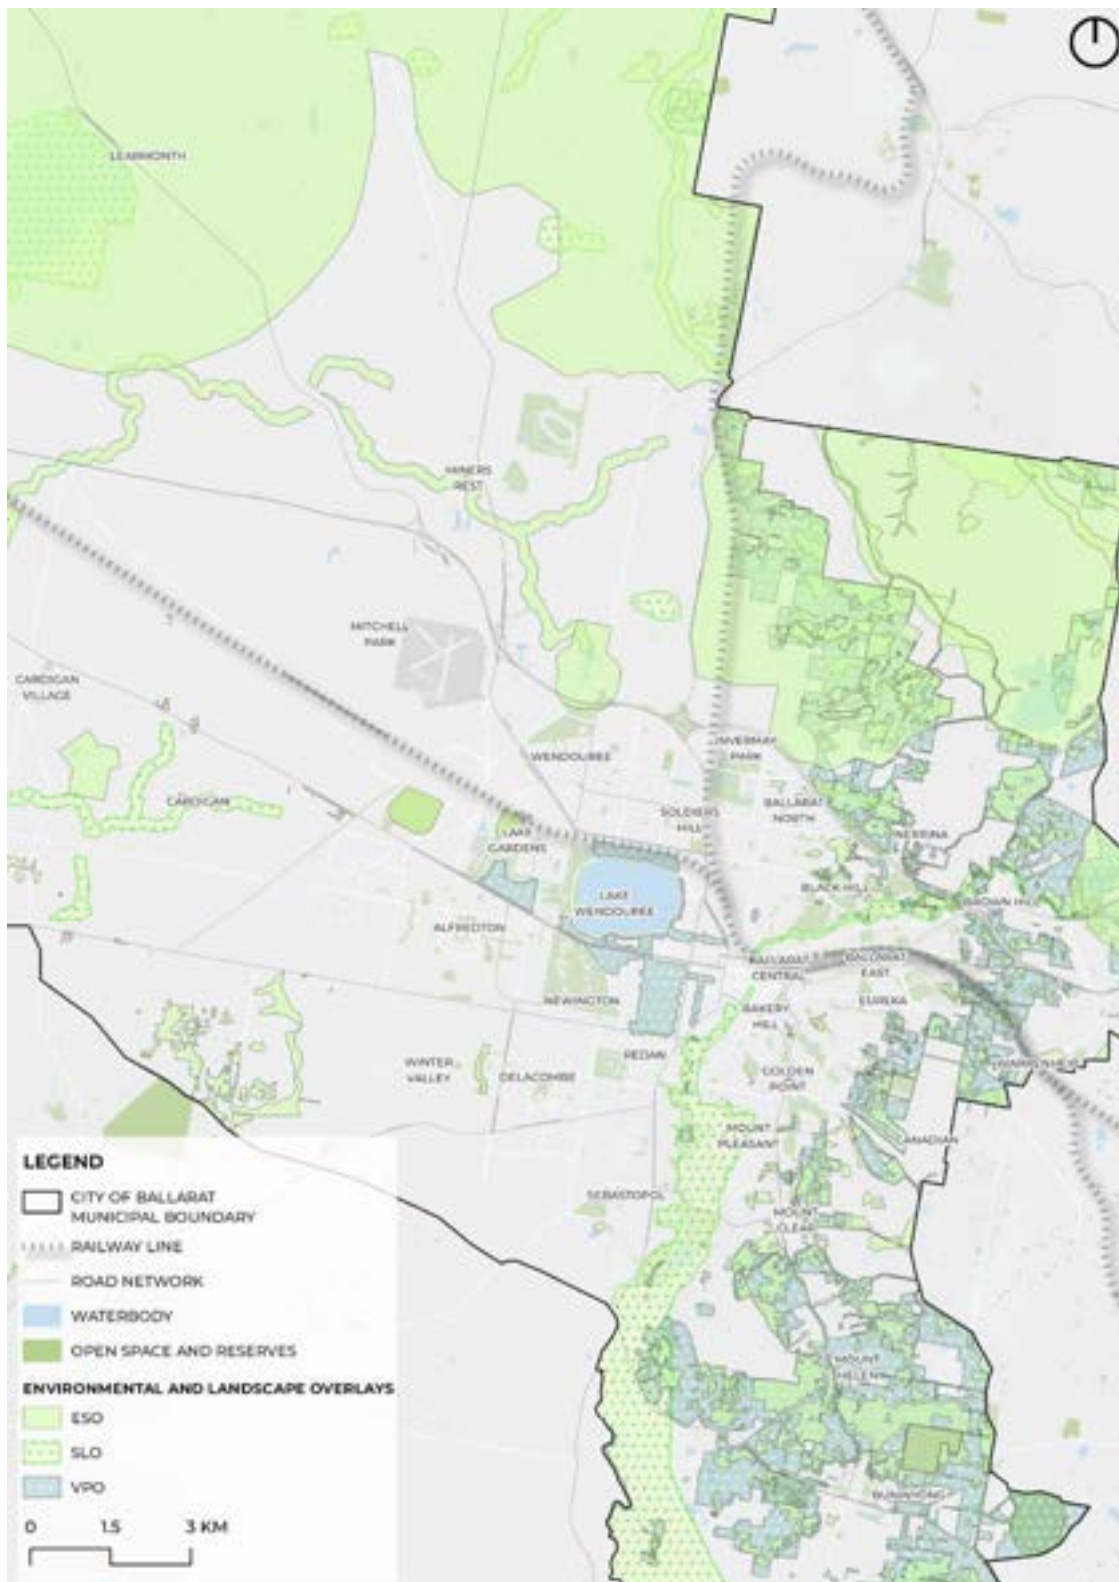 LEARMONTH
MINERS
REST
MITCHELL
PARK
CARDIGAN
VILLAGE
WENDOUREE
INVERMAY
PARK
CARDIGAN
SOLDIERS
HILL
BALLARAT
NORTH
LAKE
GARDENS
NERRINA
BLACK HILL
LAKE
WENDOUREE
BROWN HILL
ALFREDTON
BALLARAT
CENTRAL
BALLARAT
EAST
NEWINGTON
EUREKA
BAKERY
HILL
REDAN
WINTER
VALLEY
DELACOMBE
GOLDEN
POINT
WARRENHEIP
MOUNT
PLEASANT
CANADIAN
SEBASTOPOL
MOUNT
CLEAR
MOUNT
HELEN
BUNINYONG
LEGEND
CITY OF BALLARAT
MUNICIPAL BOUNDARY
RAILWAY LINE
ROAD NETWORK
WATERBODY
OPEN SPACE AND RESERVES
ENVIRONMENTAL AND LANDSCAPE OVERLAYS
ESO
SLO
VPO
0 1.5 3 KM